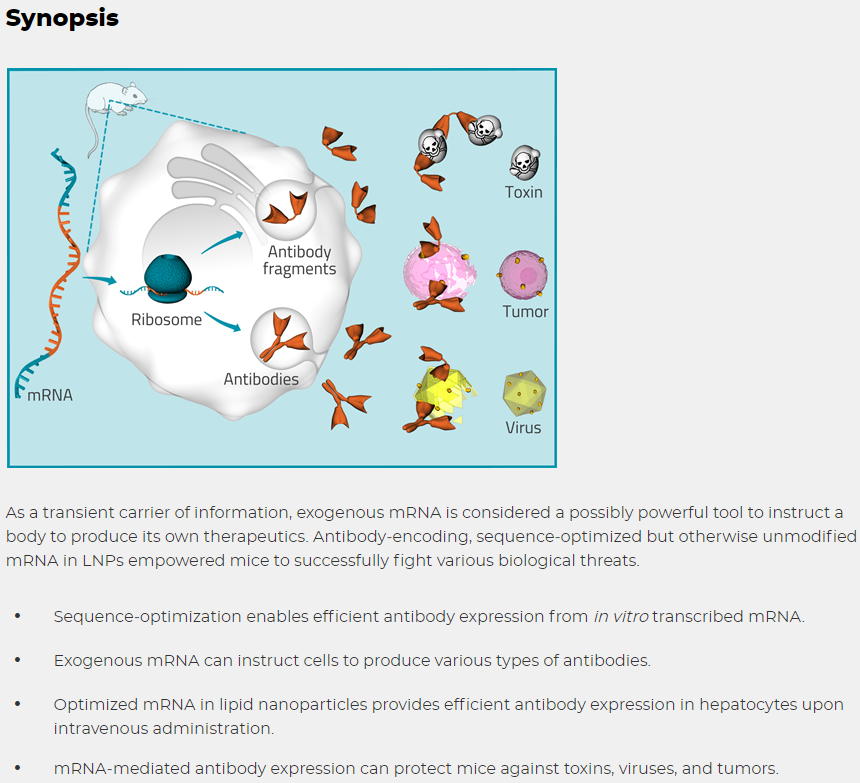 Synopsis
Toxin
Antibody
fragments
Ribosome
Tumor
Antibodies
mRNA
Virus
As a transient carrier of information, exogenous mRNA is considered a possibly powerful tool to instruct a
body to produce its own therapeutics. Antibody-encoding, sequence-optimized but otherwise unmodified
mRNA in LNPs empowered mice to successfully fight various biological threats.
• Sequence-optimization enables efficient antibody expression from in vitro transcribed mRNA.
• Exogenous mRNA can instruct cells to produce various types of antibodies.
• Optimized mRNA in lipid nanoparticles provides efficient antibody expression in hepatocytes upon
intravenous administration.
• mRNA-mediated antibody expression can protect mice against toxins, viruses, and tumors.